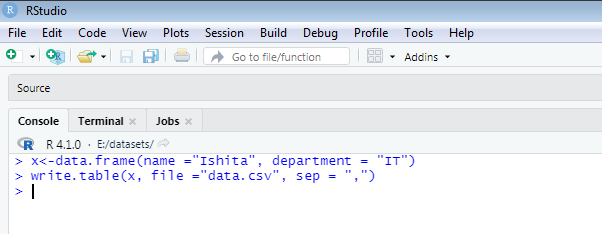 RStudio
File Edit Code View Plots Session Build Debug Profile Tools Help
Go to file/function Addins
Source
Console Terminal Jobs
R 4.1.0 · E:/datasets/
> x<-data.frame(name ="Ishita", department = "IT")
> write.table(x, file ="data.csv", sep = ",")
>